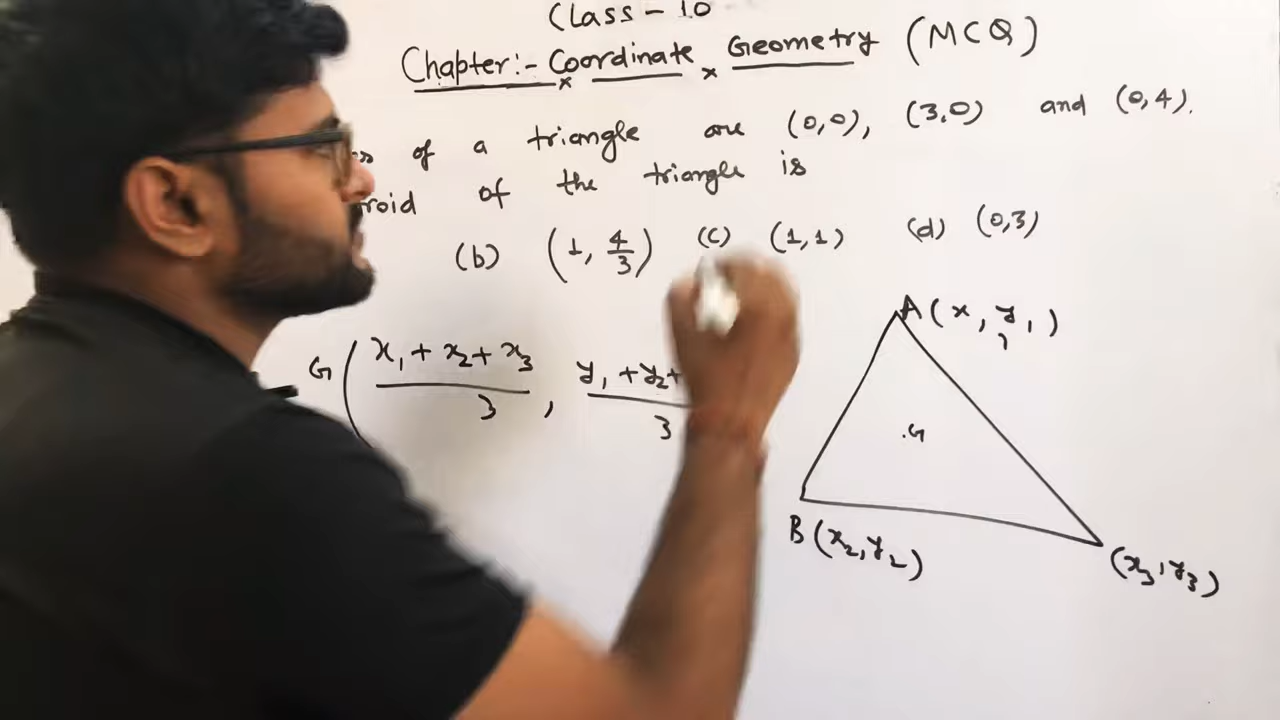 Class - 10
Chapter:- Coordinate Geometry (MCQ)
of a triangle are (0,0), (3,0) and (0,4).
roid of the triangle is
(b) (1, 4/3) (c) (1,1) (d) (0,3)
G ( x₁ + x₂ + x₃ / 3 , y₁ + y₂ + / 3
A (x, y₁)
.G
B (x₂, y₂)
(x₃, y₃)